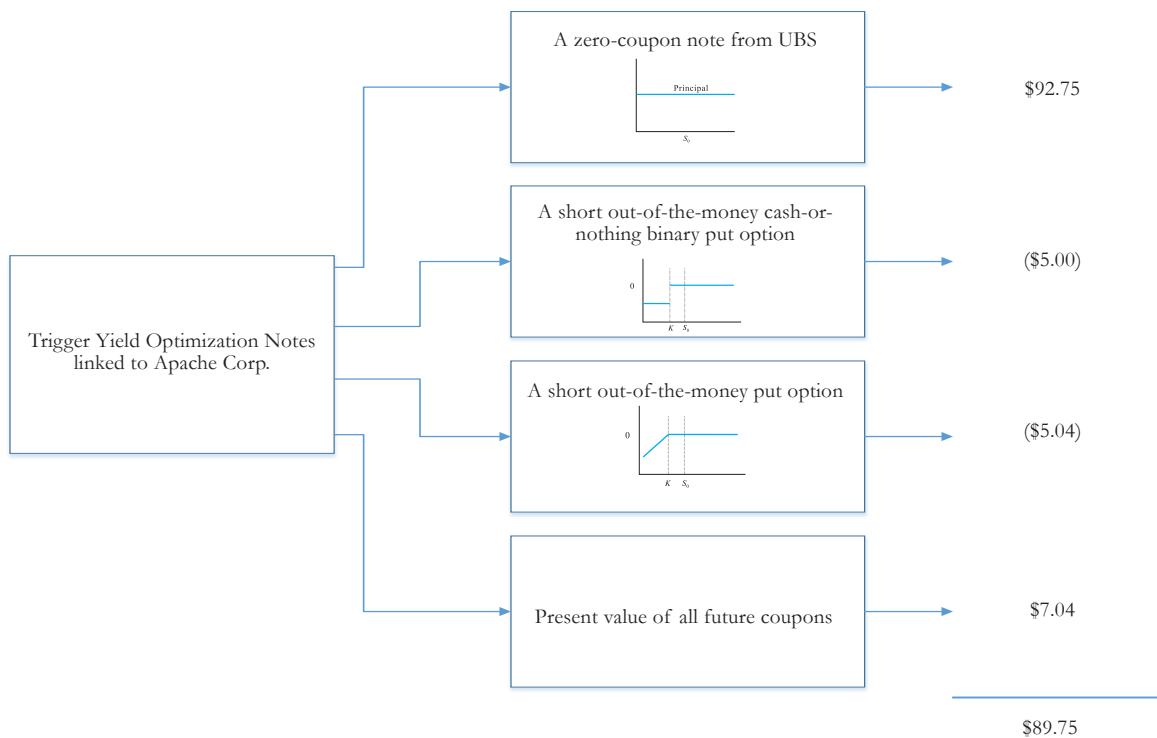 A zero-coupon note from UBS
Principal
S0
$92.75
A short out-of-the-money cash-or-
nothing binary put option
0
K S0
($5.00)
Trigger Yield Optimization Notes
linked to Apache Corp.
A short out-of-the-money put option
0
K S0
($5.04)
Present value of all future coupons
$7.04
$89.75